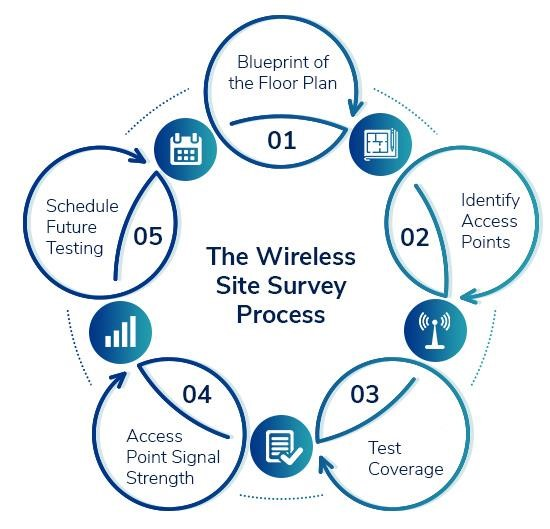 Blueprint of
the Floor Plan
01
Identify
Access
Points
02
03
Test
Coverage
04
Access
Point Signal
Strength
Schedule
Future
Testing
05
The Wireless
Site Survey
Process